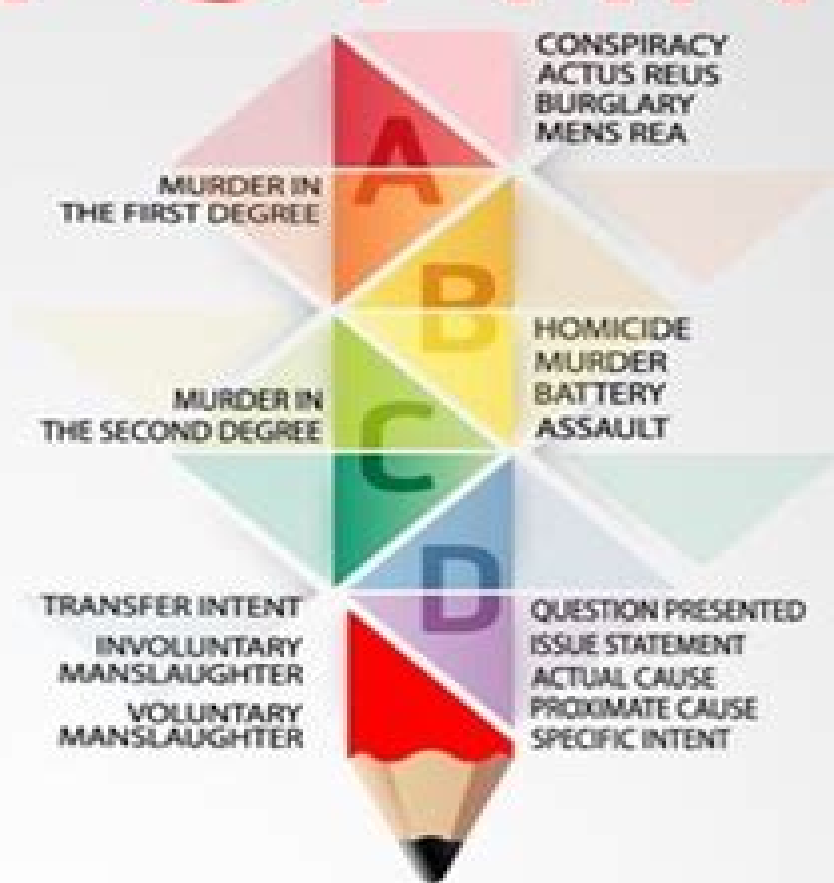 CONSPIRACY
ACTUS REUS
BURGLARY
MENS REA
A
MURDER IN
THE FIRST DEGREE
B
HOMICIDE
MURDER
BATTERY
ASSAULT
MURDER IN
THE SECOND DEGREE
C
D
TRANSFER INTENT
INVOLUNTARY
MANSLAUGHTER
VOLUNTARY
MANSLAUGHTER
QUESTION PRESENTED
ISSUE STATEMENT
ACTUAL CAUSE
PROXIMATE CAUSE
SPECIFIC INTENT